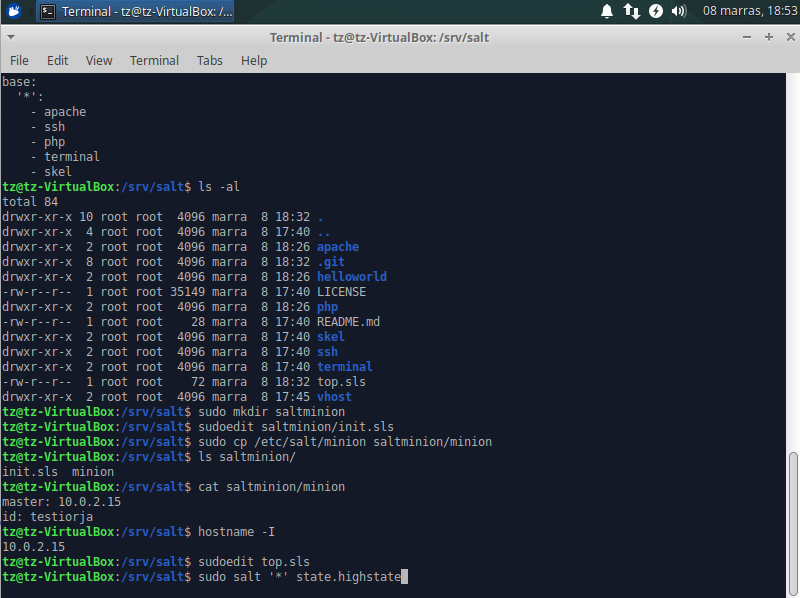 Terminal - tz@tz-VirtualBox: /...
08 marras, 18:53
Terminal - tz@tz-VirtualBox: /srv/salt
File Edit View Terminal Tabs Help
base:
  '*':
    - apache
    - ssh
    - php
    - terminal
    - skel
tz@tz-VirtualBox:/srv/salt$ ls -al
total 84
drwxr-xr-x 10 root root  4096 marra  8 18:32 .
drwxr-xr-x  4 root root  4096 marra  8 17:40 ..
drwxr-xr-x  2 root root  4096 marra  8 18:26 apache
drwxr-xr-x  8 root root  4096 marra  8 18:32 .git
drwxr-xr-x  2 root root  4096 marra  8 18:26 helloworld
-rw-r--r--  1 root root 35149 marra  8 17:40 LICENSE
drwxr-xr-x  2 root root  4096 marra  8 18:26 php
-rw-r--r--  1 root root    28 marra  8 17:40 README.md
drwxr-xr-x  2 root root  4096 marra  8 17:40 skel
drwxr-xr-x  2 root root  4096 marra  8 17:40 ssh
drwxr-xr-x  2 root root  4096 marra  8 17:40 terminal
-rw-r--r--  1 root root    72 marra  8 18:32 top.sls
drwxr-xr-x  2 root root  4096 marra  8 17:45 vhost
tz@tz-VirtualBox:/srv/salt$ sudo mkdir saltminion
tz@tz-VirtualBox:/srv/salt$ sudoedit saltminion/init.sls
tz@tz-VirtualBox:/srv/salt$ sudo cp /etc/salt/minion saltminion/minion
tz@tz-VirtualBox:/srv/salt$ ls saltminion/
init.sls  minion
tz@tz-VirtualBox:/srv/salt$ cat saltminion/minion
master: 10.0.2.15
id: testiorja
tz@tz-VirtualBox:/srv/salt$ hostname -I
10.0.2.15
tz@tz-VirtualBox:/srv/salt$ sudoedit top.sls
tz@tz-VirtualBox:/srv/salt$ sudo salt '*' state.highstate